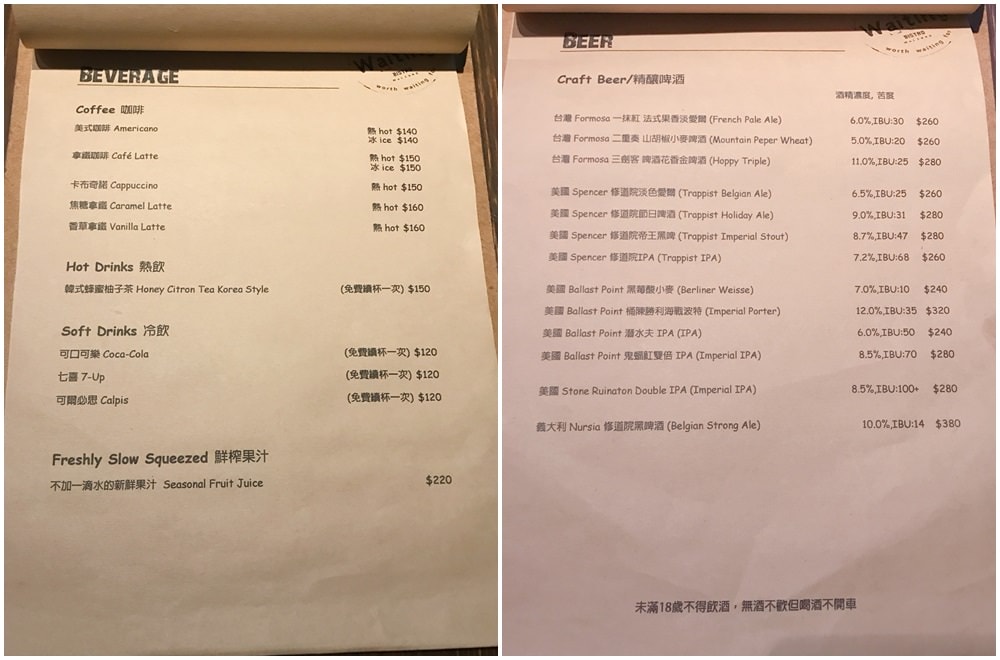 BEVERAGE
Waiting
BISTRO
worth waiting for
Coffee 咖啡
美式咖啡 Americano 熱 hot $140
冰 ice $140
拿鐵咖啡 Café Latte 熱 hot $150
冰 ice $150
卡布奇諾 Cappuccino 熱 hot $150
焦糖拿鐵 Caramel Latte 熱 hot $160
香草拿鐵 Vanilla Latte 熱 hot $160
Hot Drinks 熱飲
韓式蜂蜜柚子茶 Honey Citron Tea Korea Style (免費續杯一次) $150
Soft Drinks 冷飲
可口可樂 Coca-Cola (免費續杯一次) $120
七喜 7-Up (免費續杯一次) $120
可爾必思 Calpis (免費續杯一次) $120
Freshly Slow Squeezed 鮮榨果汁
不加一滴水的新鮮果汁 Seasonal Fruit Juice $220
BEER
Waiting
BISTRO
worth waiting for
Craft Beer/精釀啤酒
酒精濃度, 苦度
台灣 Formosa 一抹紅 法式果香淡愛爾 (French Pale Ale) 6.0%,IBU:30 $260
台灣 Formosa 二重奏 山胡椒小麥啤酒 (Mountain Peper Wheat) 5.0%,IBU:20 $260
台灣 Formosa 三劍客 啤酒花香金啤酒 (Hoppy Triple) 11.0%,IBU:25 $280
美國 Spencer 修道院淡色愛爾 (Trappist Belgian Ale) 6.5%,IBU:25 $260
美國 Spencer 修道院節日啤酒 (Trappist Holiday Ale) 9.0%,IBU:31 $280
美國 Spencer 修道院帝王黑啤 (Trappist Imperial Stout) 8.7%,IBU:47 $280
美國 Spencer 修道院IPA (Trappist IPA) 7.2%,IBU:68 $260
美國 Ballast Point 黑莓酸小麥 (Berliner Weisse) 7.0%,IBU:10 $240
美國 Ballast Point 桶陳勝利海戰波特 (Imperial Porter) 12.0%,IBU:35 $320
美國 Ballast Point 潛水夫 IPA (IPA) 6.0%,IBU:50 $240
美國 Ballast Point 鬼蝠紅雙倍 IPA (Imperial IPA) 8.5%,IBU:70 $280
美國 Stone Ruinaton Double IPA (Imperial IPA) 8.5%,IBU:100+ $280
義大利 Nursia 修道院黑啤酒 (Belgian Strong Ale) 10.0%,IBU:14 $380
未滿18歲不得飲酒，無酒不歡但喝酒不開車